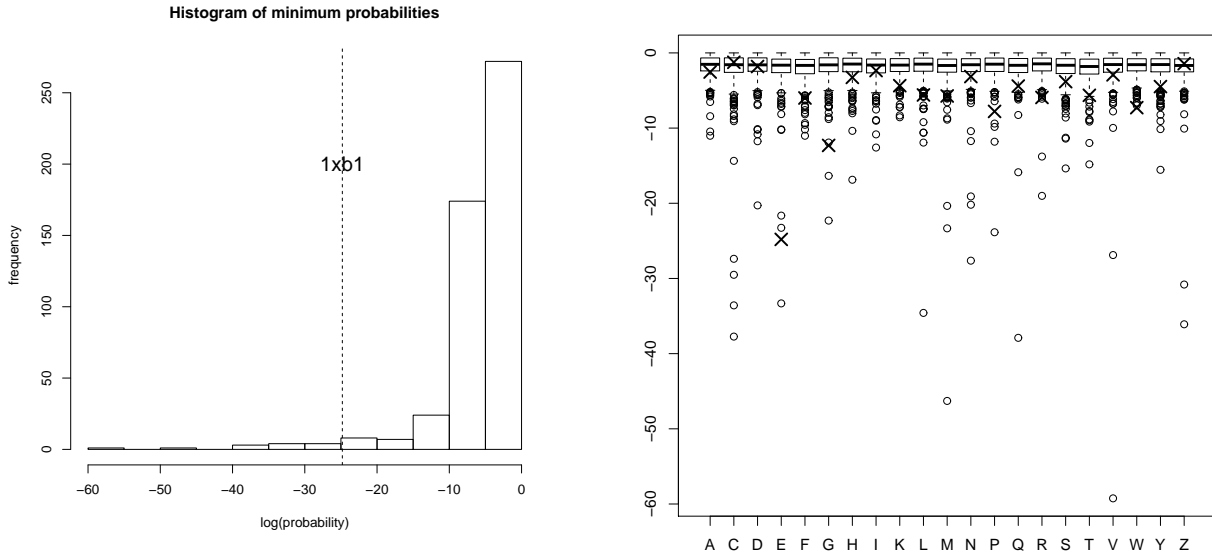 Histogram of minimum probabilities
250
200
150
100
50
0
frequency
1xb1
−60 −50 −40 −30 −20 −10 0
log(probability)
0
−10
−20
−30
−40
−50
−60
A C D E F G H I K L M N P Q R S T V W Y Z